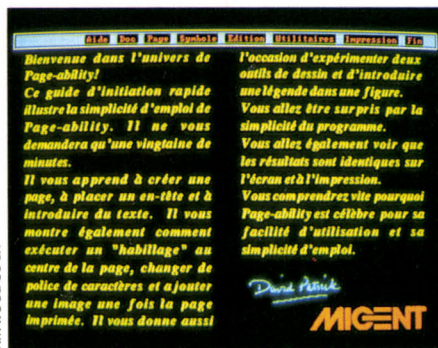 Aide Doc Page Symbole Edition Utilitaires Impression Fin
Bienvenue dans l'univers de
Page-ability!
Ce guide d'initiation rapide
illustre la simplicité d'emploi de
Page-ability. Il ne vous
demandera qu'une vingtaine de
minutes.
Il vous apprend à créer une
page, à placer un en-tête et à
introduire du texte. Il vous
montre également comment
exécuter un "habillage" au
centre de la page, changer de
police de caractères et ajouter
une image une fois la page
imprimée. Il vous donne aussi
l'occasion d'expérimenter deux
outils de dessin et d'introduire
une légende dans une figure.
Vous allez être surpris par la
simplicité du programme.
Vous allez également voir que
les résultats sont identiques sur
l'écran et à l'impression.
Vous comprendrez vite pourquoi
Page-ability est célèbre pour sa
facilité d'utilisation et sa
simplicité d'emploi.
David Patrick
MIGENT